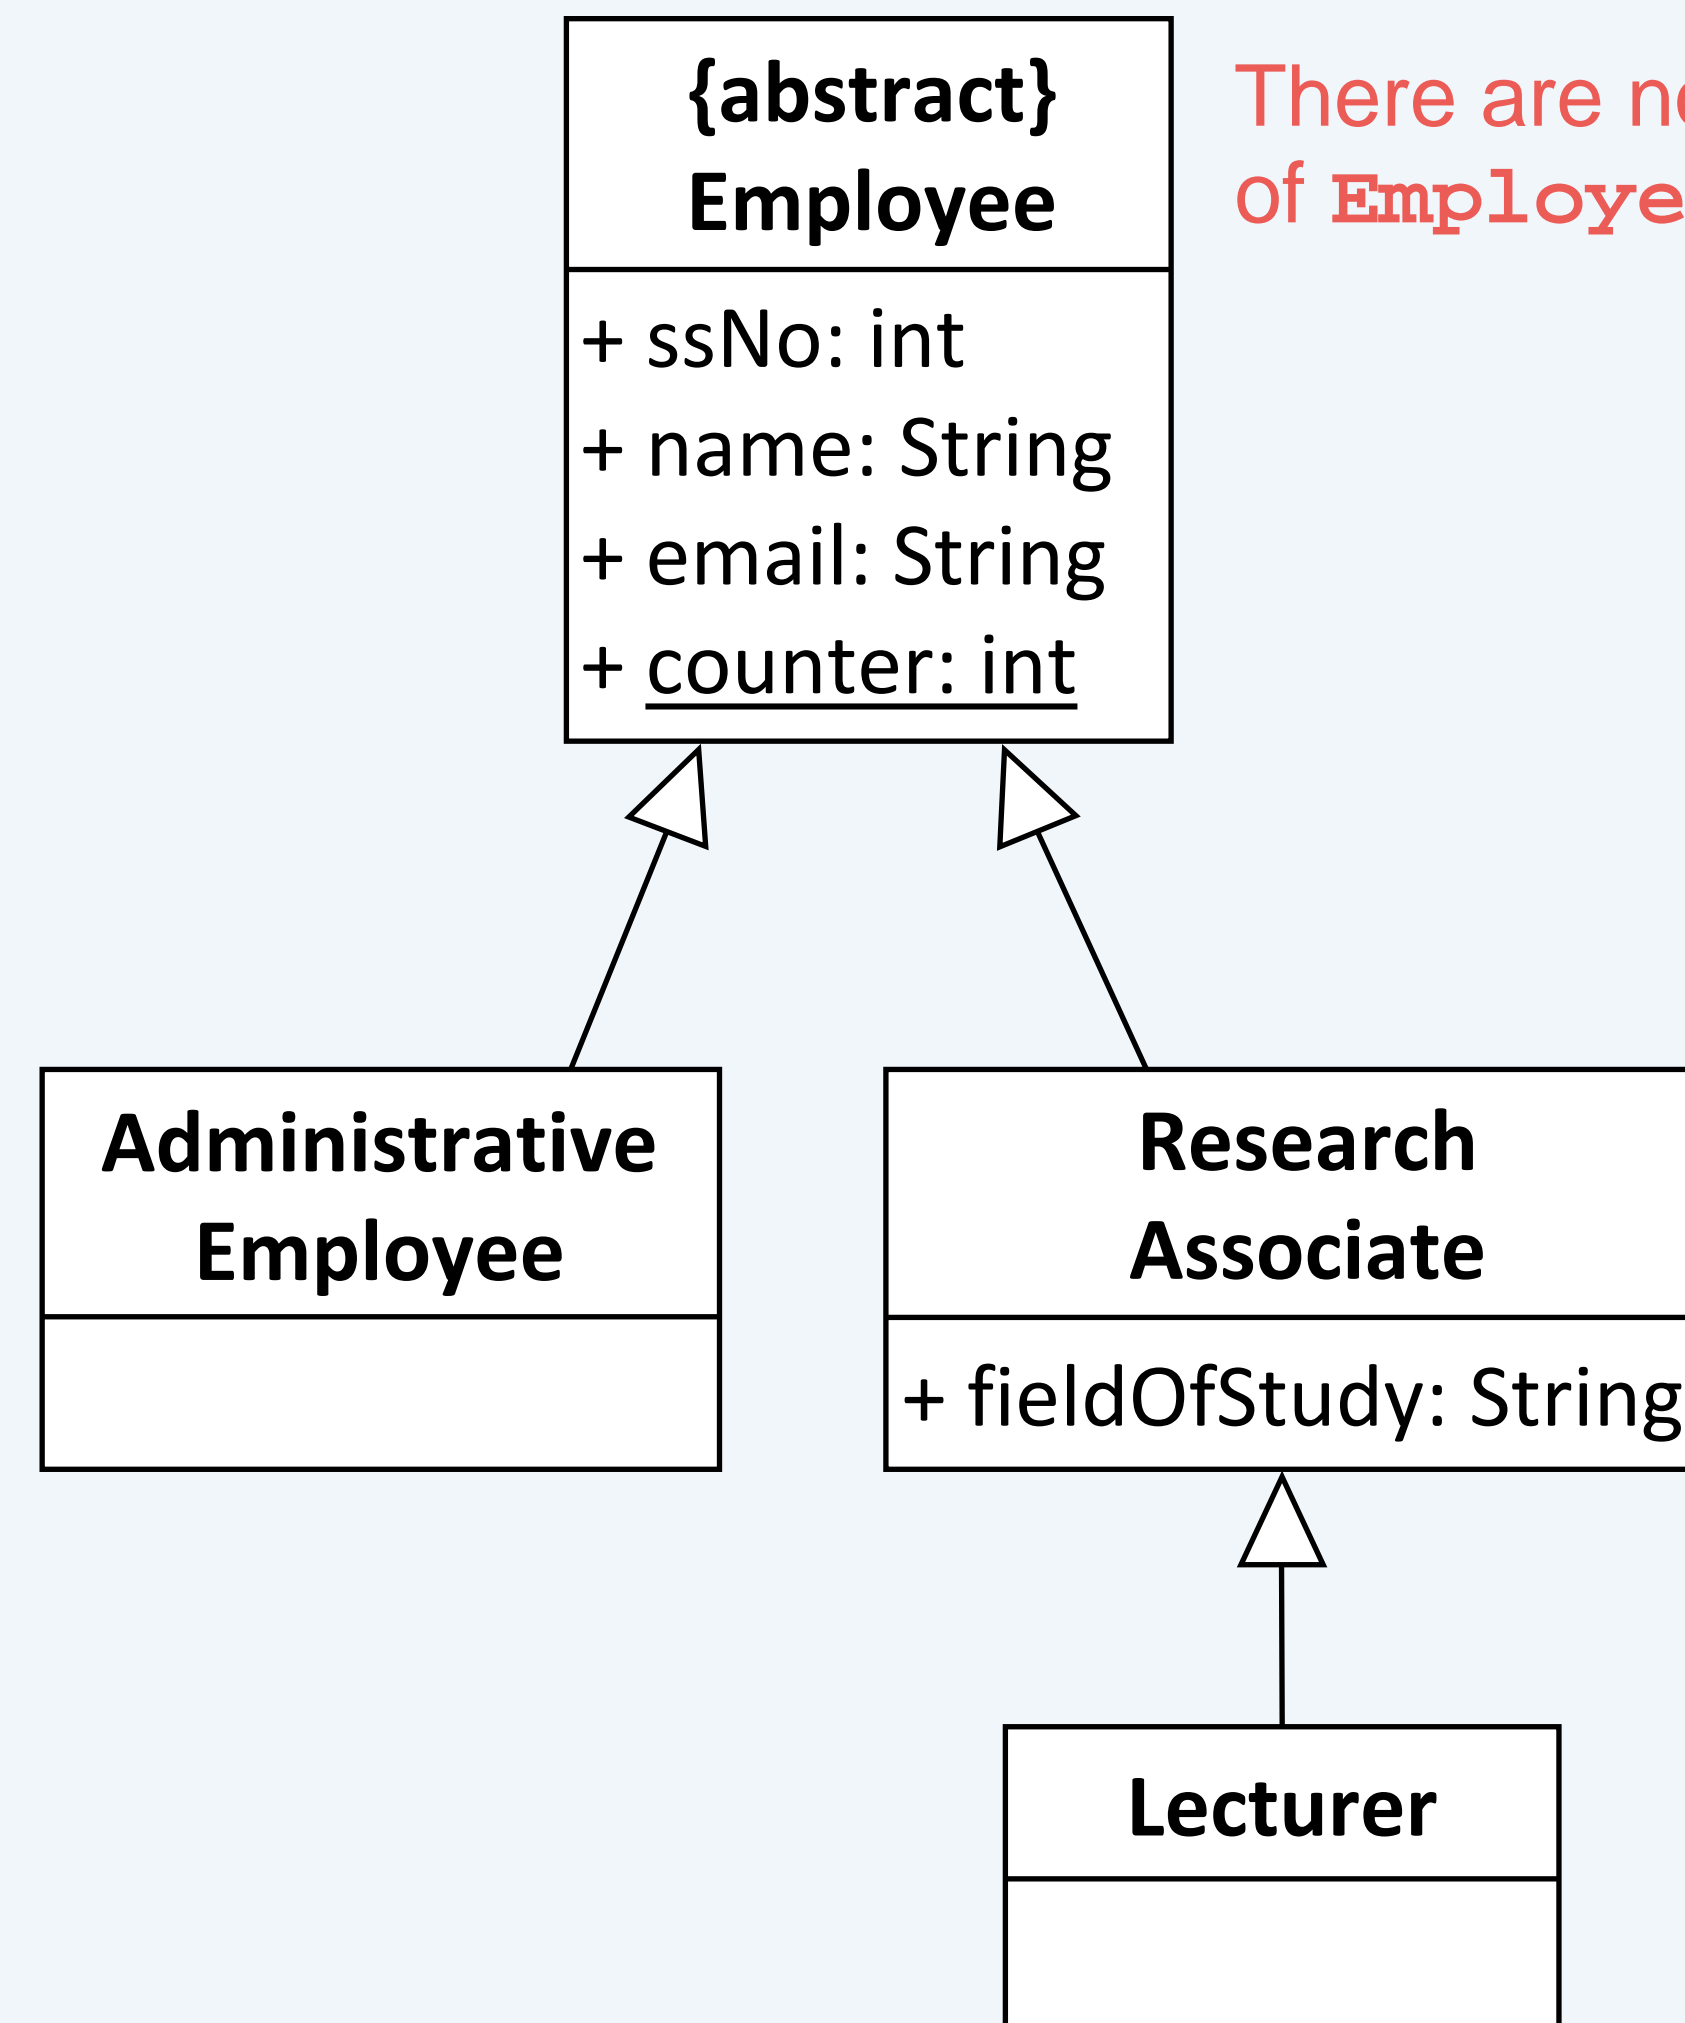 {abstract}
Employee
There are
of
+ ssNo: int
+ name: String
+ email: String
+ counter: int
Administrative
Employee
Research
Associate
+ fieldOfStudy: String
Lecturer